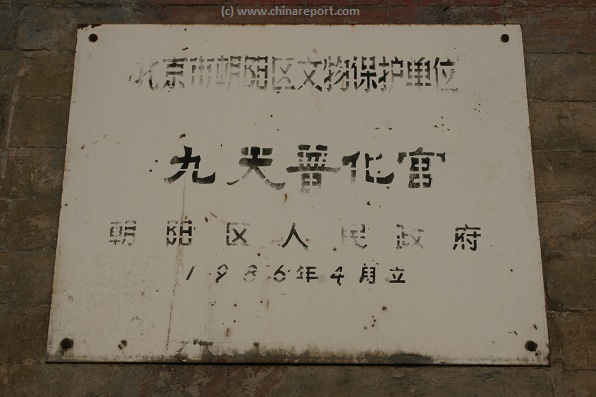 (c) www.chinareport.com
北京市朝阳区文物保护单位
九天普化宫
朝阳区人民政府
1986年4月立